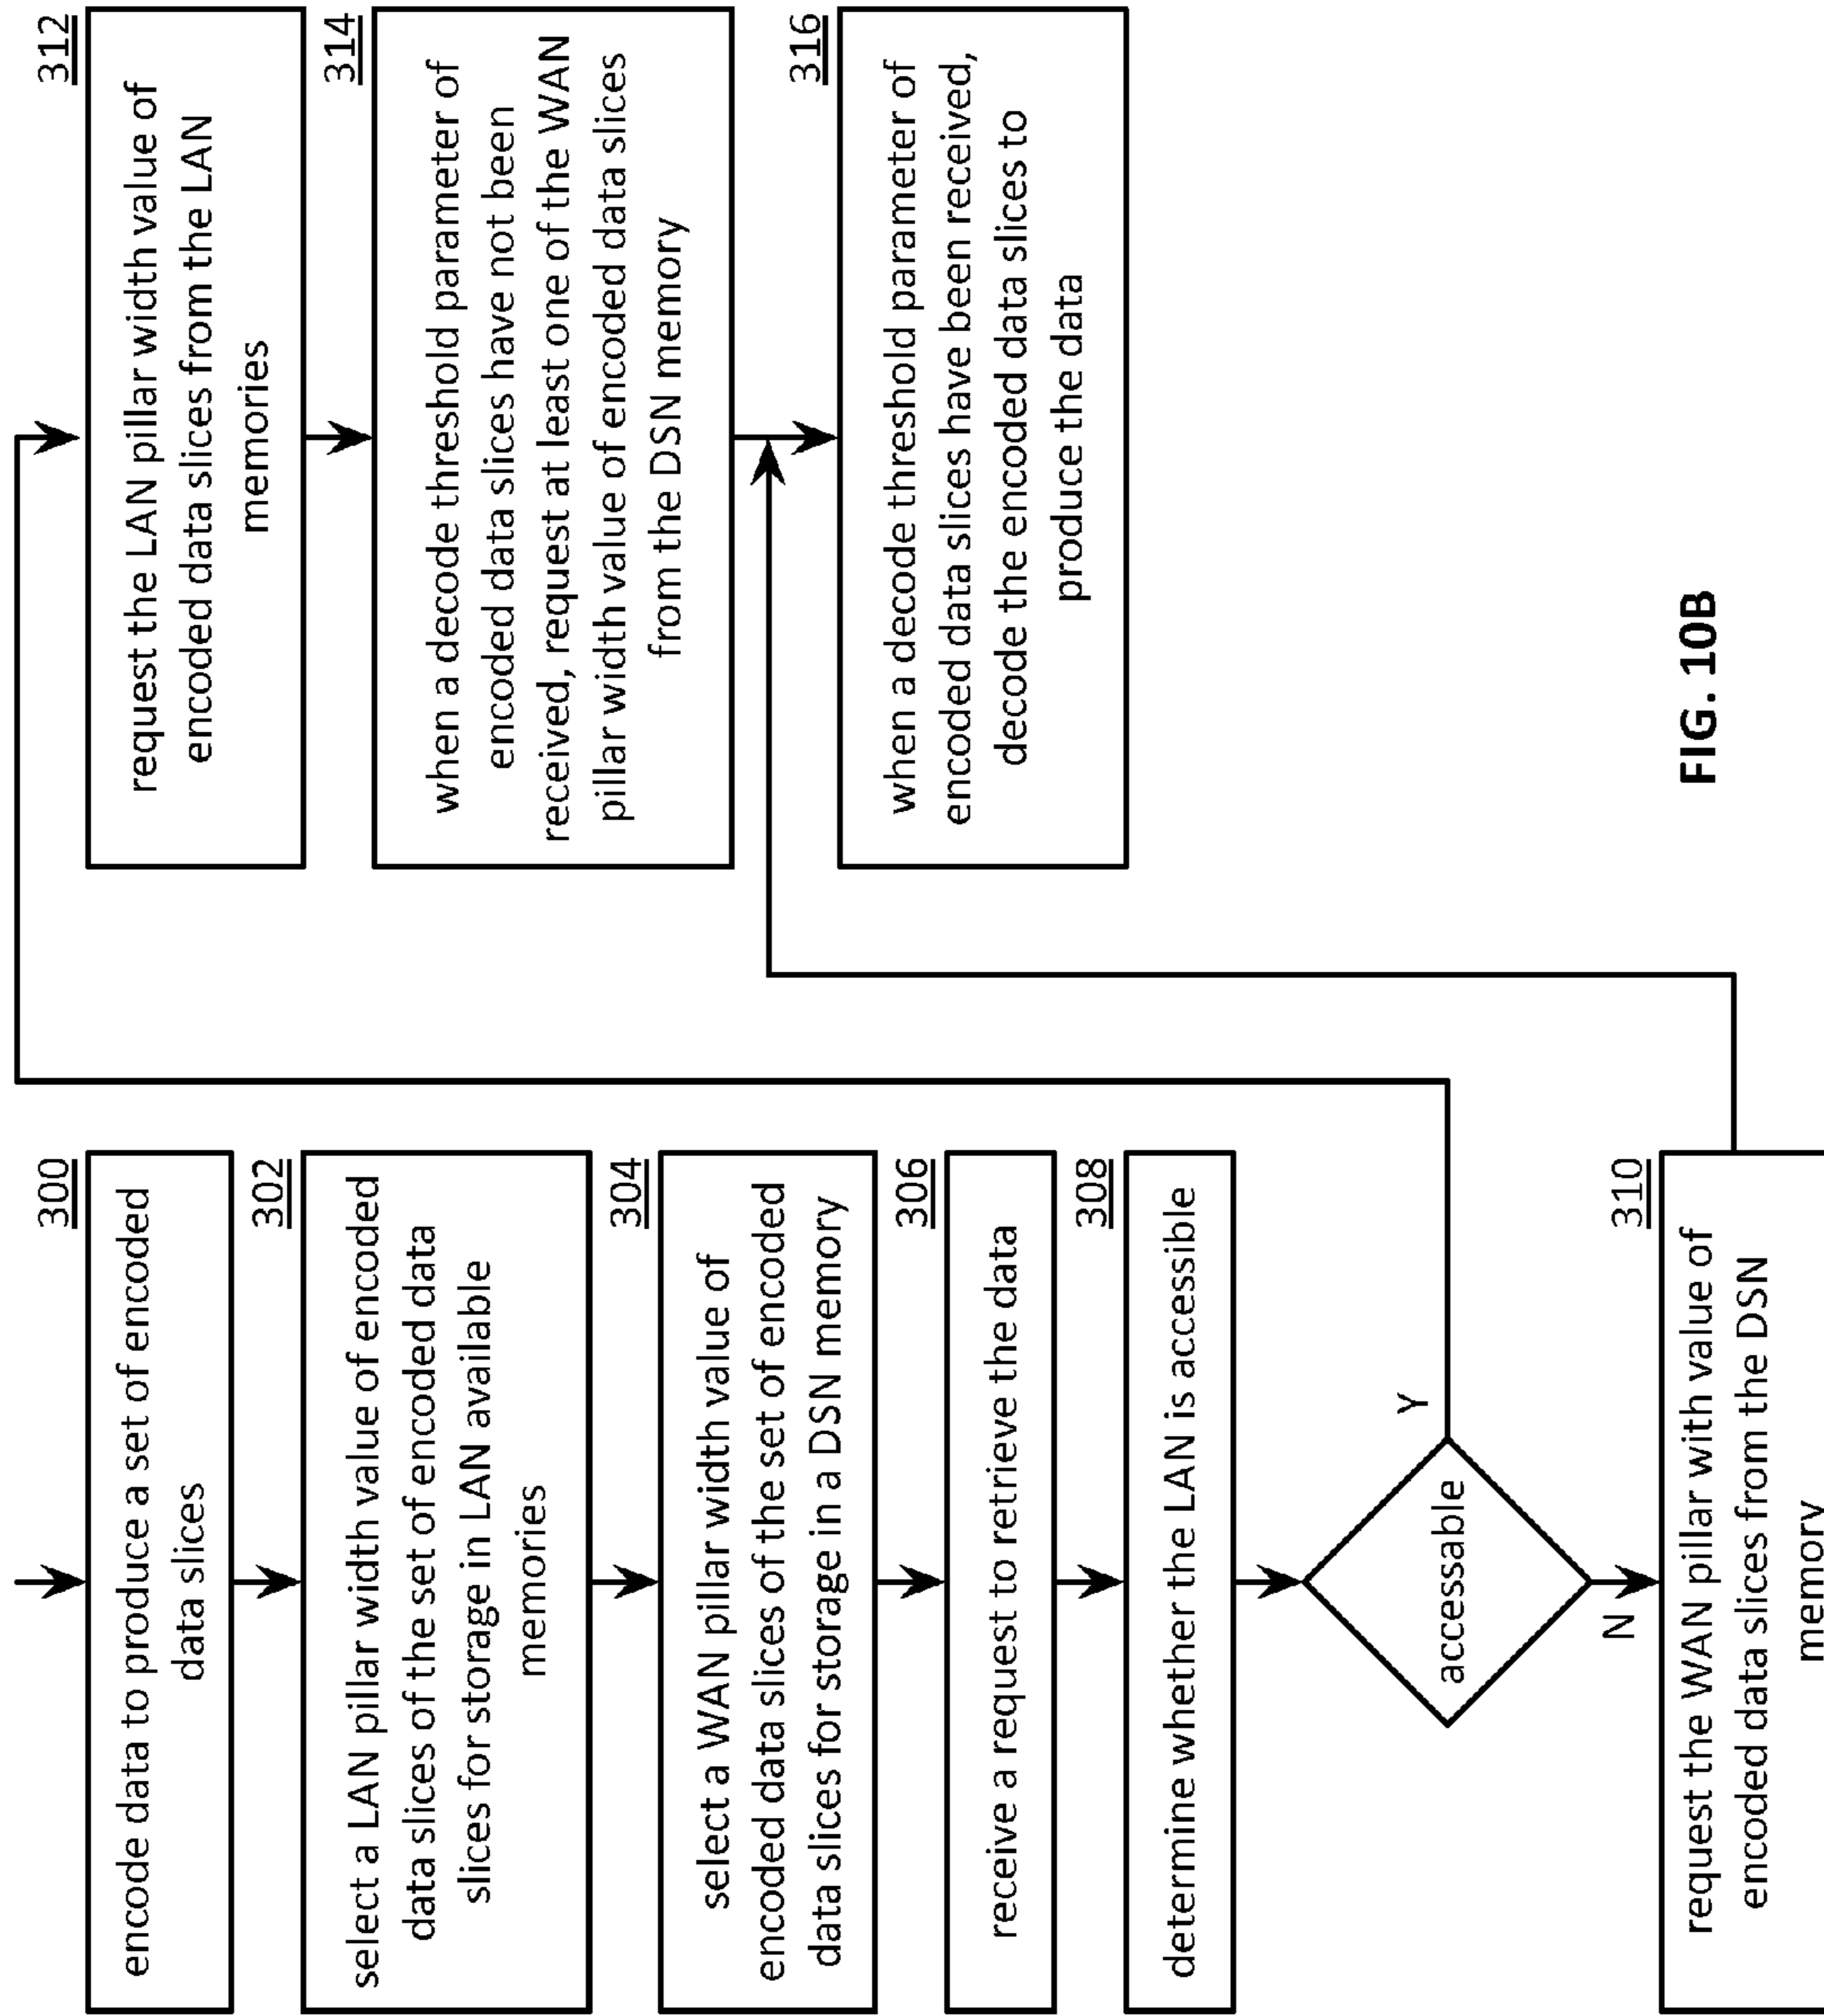 300
encode data to produce a set of encoded
data slices
302
select a LAN pillar width value of encoded
data slices of the set of encoded data
slices for storage in LAN available
memories
304
select a WAN pillar width value of
encoded data slices of the set of encoded
data slices for storage in a DSN memory
306
receive a request to retrieve the data
308
determine whether the LAN is accessible
accessable
Y
N
310
request the WAN pillar with value of
encoded data slices from the DSN
memory
312
request the LAN pillar width value of
encoded data slices from the LAN
memories
314
when a decode threshold parameter of
encoded data slices have not been
received, request at least one of the WAN
pillar width value of encoded data slices
from the DSN memory
316
when a decode threshold parameter of
encoded data slices have been received,
decode the encoded data slices to
produce the data
FIG. 10B